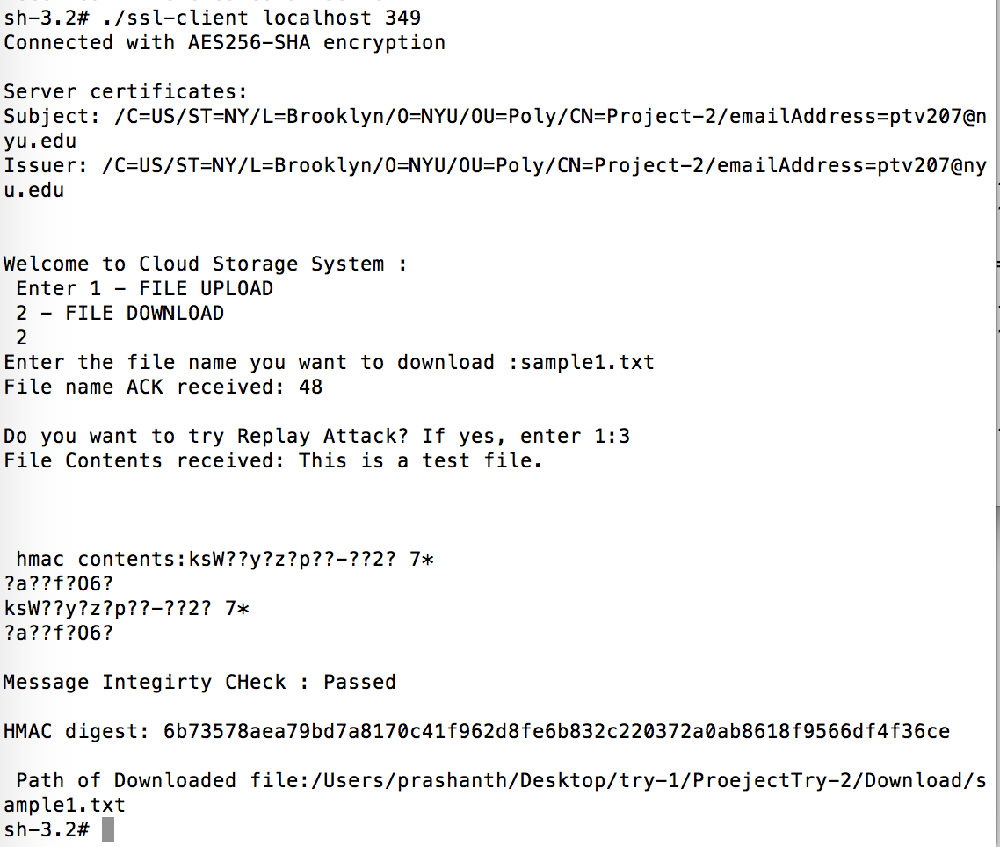 sh-3.2# ./ssl-client localhost 349
Connected with AES256-SHA encryption
Server certificates:
Subject: /C=US/ST=NY/L=Brooklyn/O=NYU/OU=Poly/CN=Project-2/emailAddress=ptv207@n
yu.edu
Issuer: /C=US/ST=NY/L=Brooklyn/O=NYU/OU=Poly/CN=Project-2/emailAddress=ptv207@ny
u.edu
Welcome to Cloud Storage System :
Enter 1 - FILE UPLOAD
2 - FILE DOWNLOAD
2
Enter the file name you want to download :sample1.txt
File name ACK received: 48
Do you want to try Replay Attack? If yes, enter 1:3
File Contents received: This is a test file.
hmac contents:ksW??y?z?p??-??2? 7*
?a??f?O6?
ksW??y?z?p??-??2? 7*
?a??f?O6?
Message Integirty CHeck : Passed
HMAC digest: 6b73578aea79bd7a8170c41f962d8fe6b832c220372a0ab8618f9566df4f36ce
Path of Downloaded file:/Users/prashanth/Desktop/try-1/ProejectTry-2/Download/s
ample1.txt
sh-3.2#